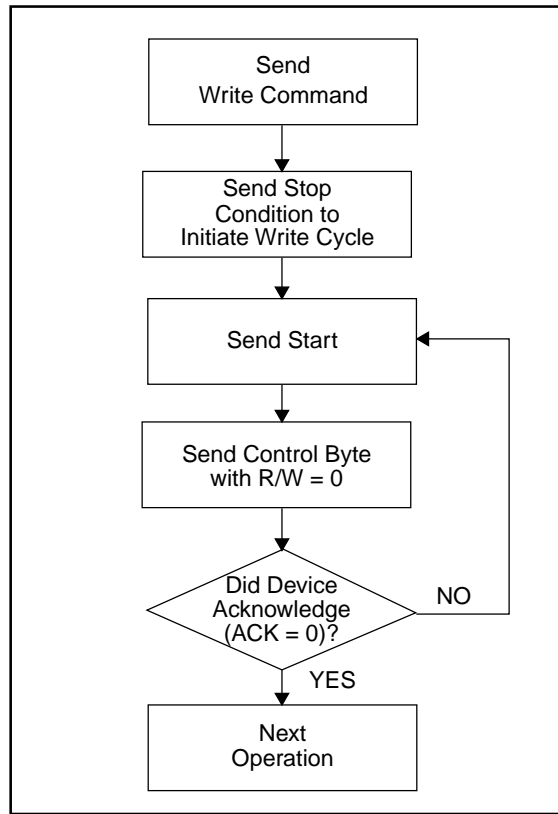 Send
Write Command
Send Stop
Condition to
Initiate Write Cycle
Send Start
Send Control Byte
with R/W = 0
Did Device
Acknowledge
(ACK = 0)?
NO
YES
Next
Operation